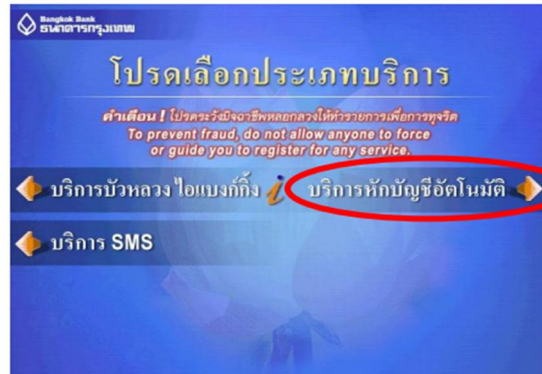 Bangkok Bank
ธนาคารกรุงเทพ
โปรดเลือกประเภทบริการ
คำเตือน ! โปรดระวังมิจฉาชีพหลอกลวงให้ทำรายการเพื่อการทุจริต
To prevent fraud, do not allow anyone to force
or guide you to register for any service.
บริการบัวหลวง ไอแบงก์กิ้ง i บริการหักบัญชีอัตโนมัติ
บริการ SMS